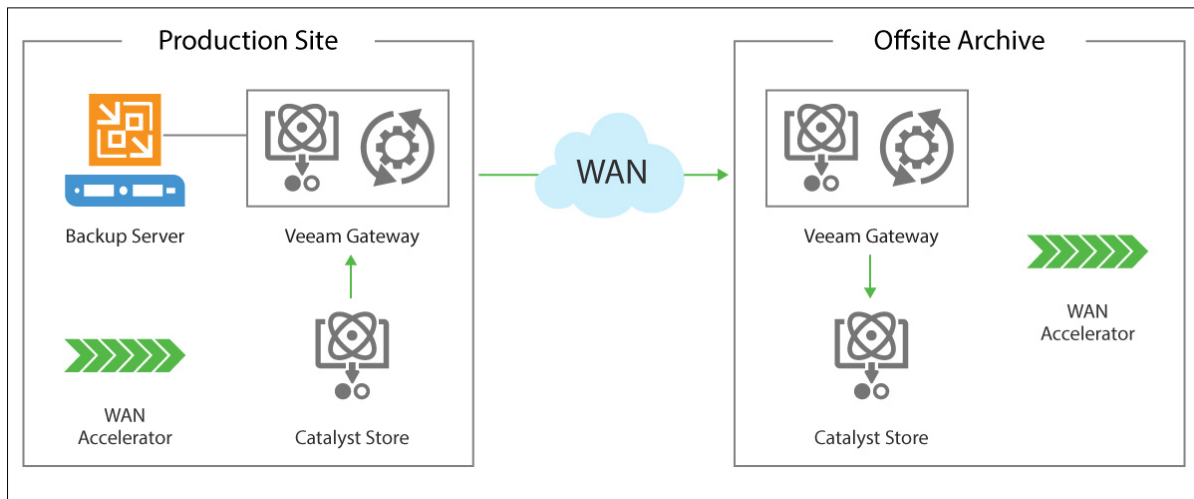 Production Site
Backup Server
Veeam Gateway
WAN
Accelerator
Catalyst Store
WAN
Offsite Archive
Veeam Gateway
WAN
Accelerator
Catalyst Store